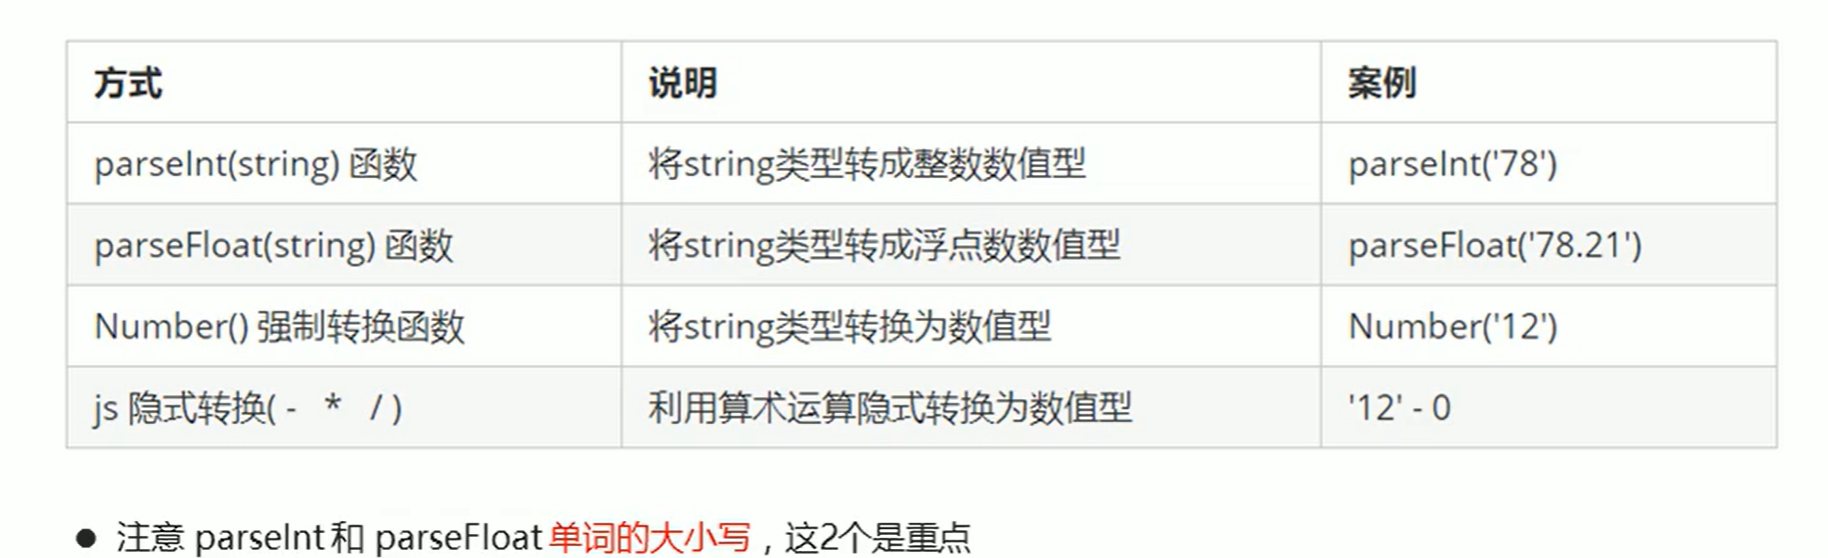 方式 说明 案例
parseInt(string) 函数 将string类型转成整数数值型 parseInt('78')
parseFloat(string) 函数 将string类型转成浮点数数值型 parseFloat('78.21')
Number() 强制转换函数 将string类型转换为数值型 Number('12')
js 隐式转换( - * / ) 利用算术运算隐式转换为数值型 '12' - 0
● 注意 parseInt 和 parseFloat 单词的大小写，这2个是重点